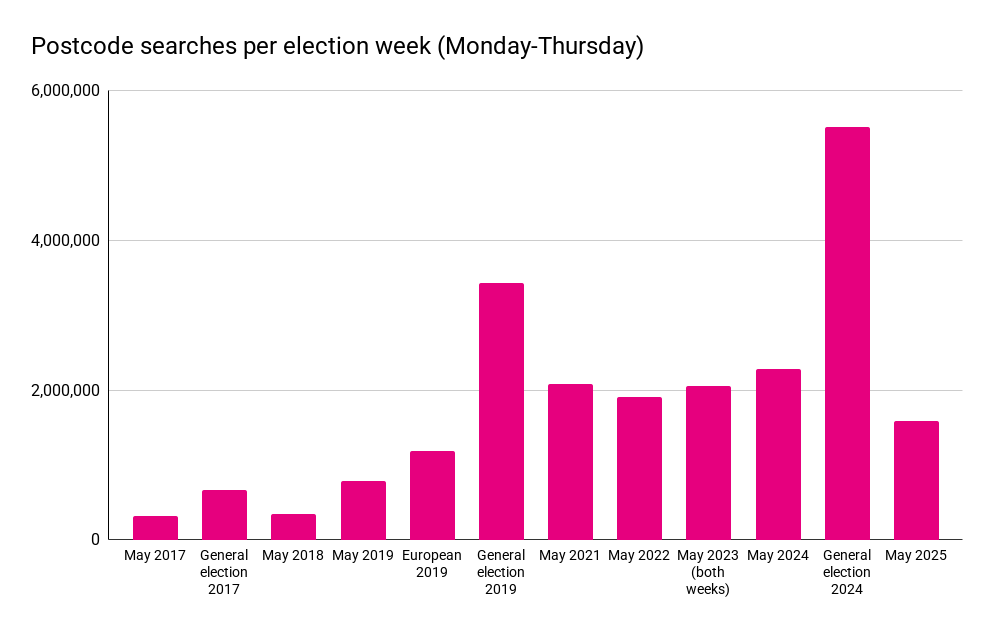 Postcode searches per election week (Monday-Thursday)
6,000,000
4,000,000
2,000,000
0
May 2017
General
election
2017
May 2018
May 2019
European
2019
General
election
2019
May 2021
May 2022
May 2023
(both
weeks)
May 2024
General
election
2024
May 2025